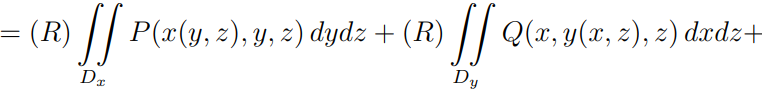 = (R) ∬_{D_x} P(x(y, z), y, z) dydz + (R) ∬_{D_y} Q(x, y(x, z), z) dxdz+